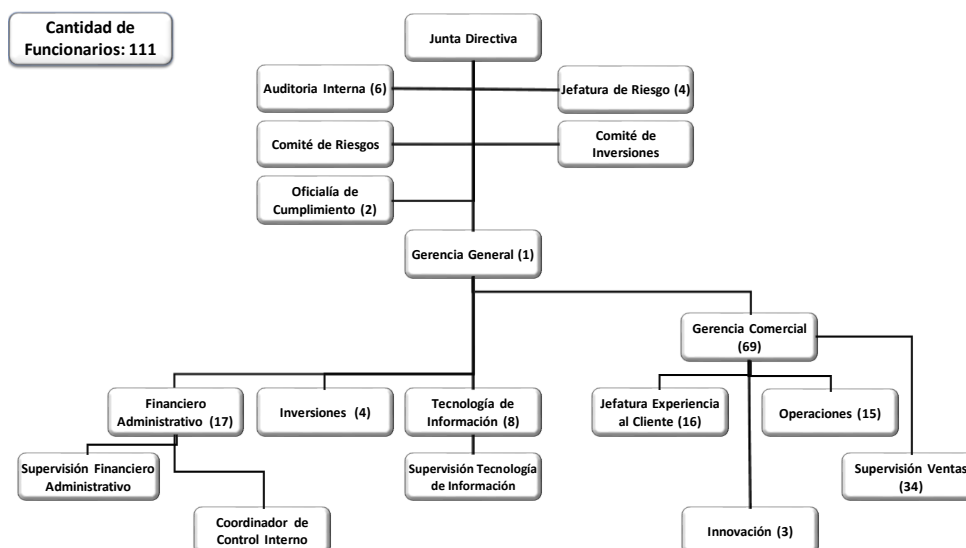 Cantidad de
Funcionarios: 111
Junta Directiva
Auditoria Interna (6)
Jefatura de Riesgo (4)
Comité de Riesgos
Comité de
Inversiones
Oficialía de
Cumplimiento (2)
Gerencia General (1)
Gerencia Comercial
(69)
Financiero
Administrativo (17)
Inversiones (4)
Tecnología de
Información (8)
Jefatura Experiencia
al Cliente (16)
Operaciones (15)
Supervisión Financiero
Administrativo
Supervisión Tecnología
de Información
Supervisión Ventas
(34)
Coordinador de
Control Interno
Innovación (3)